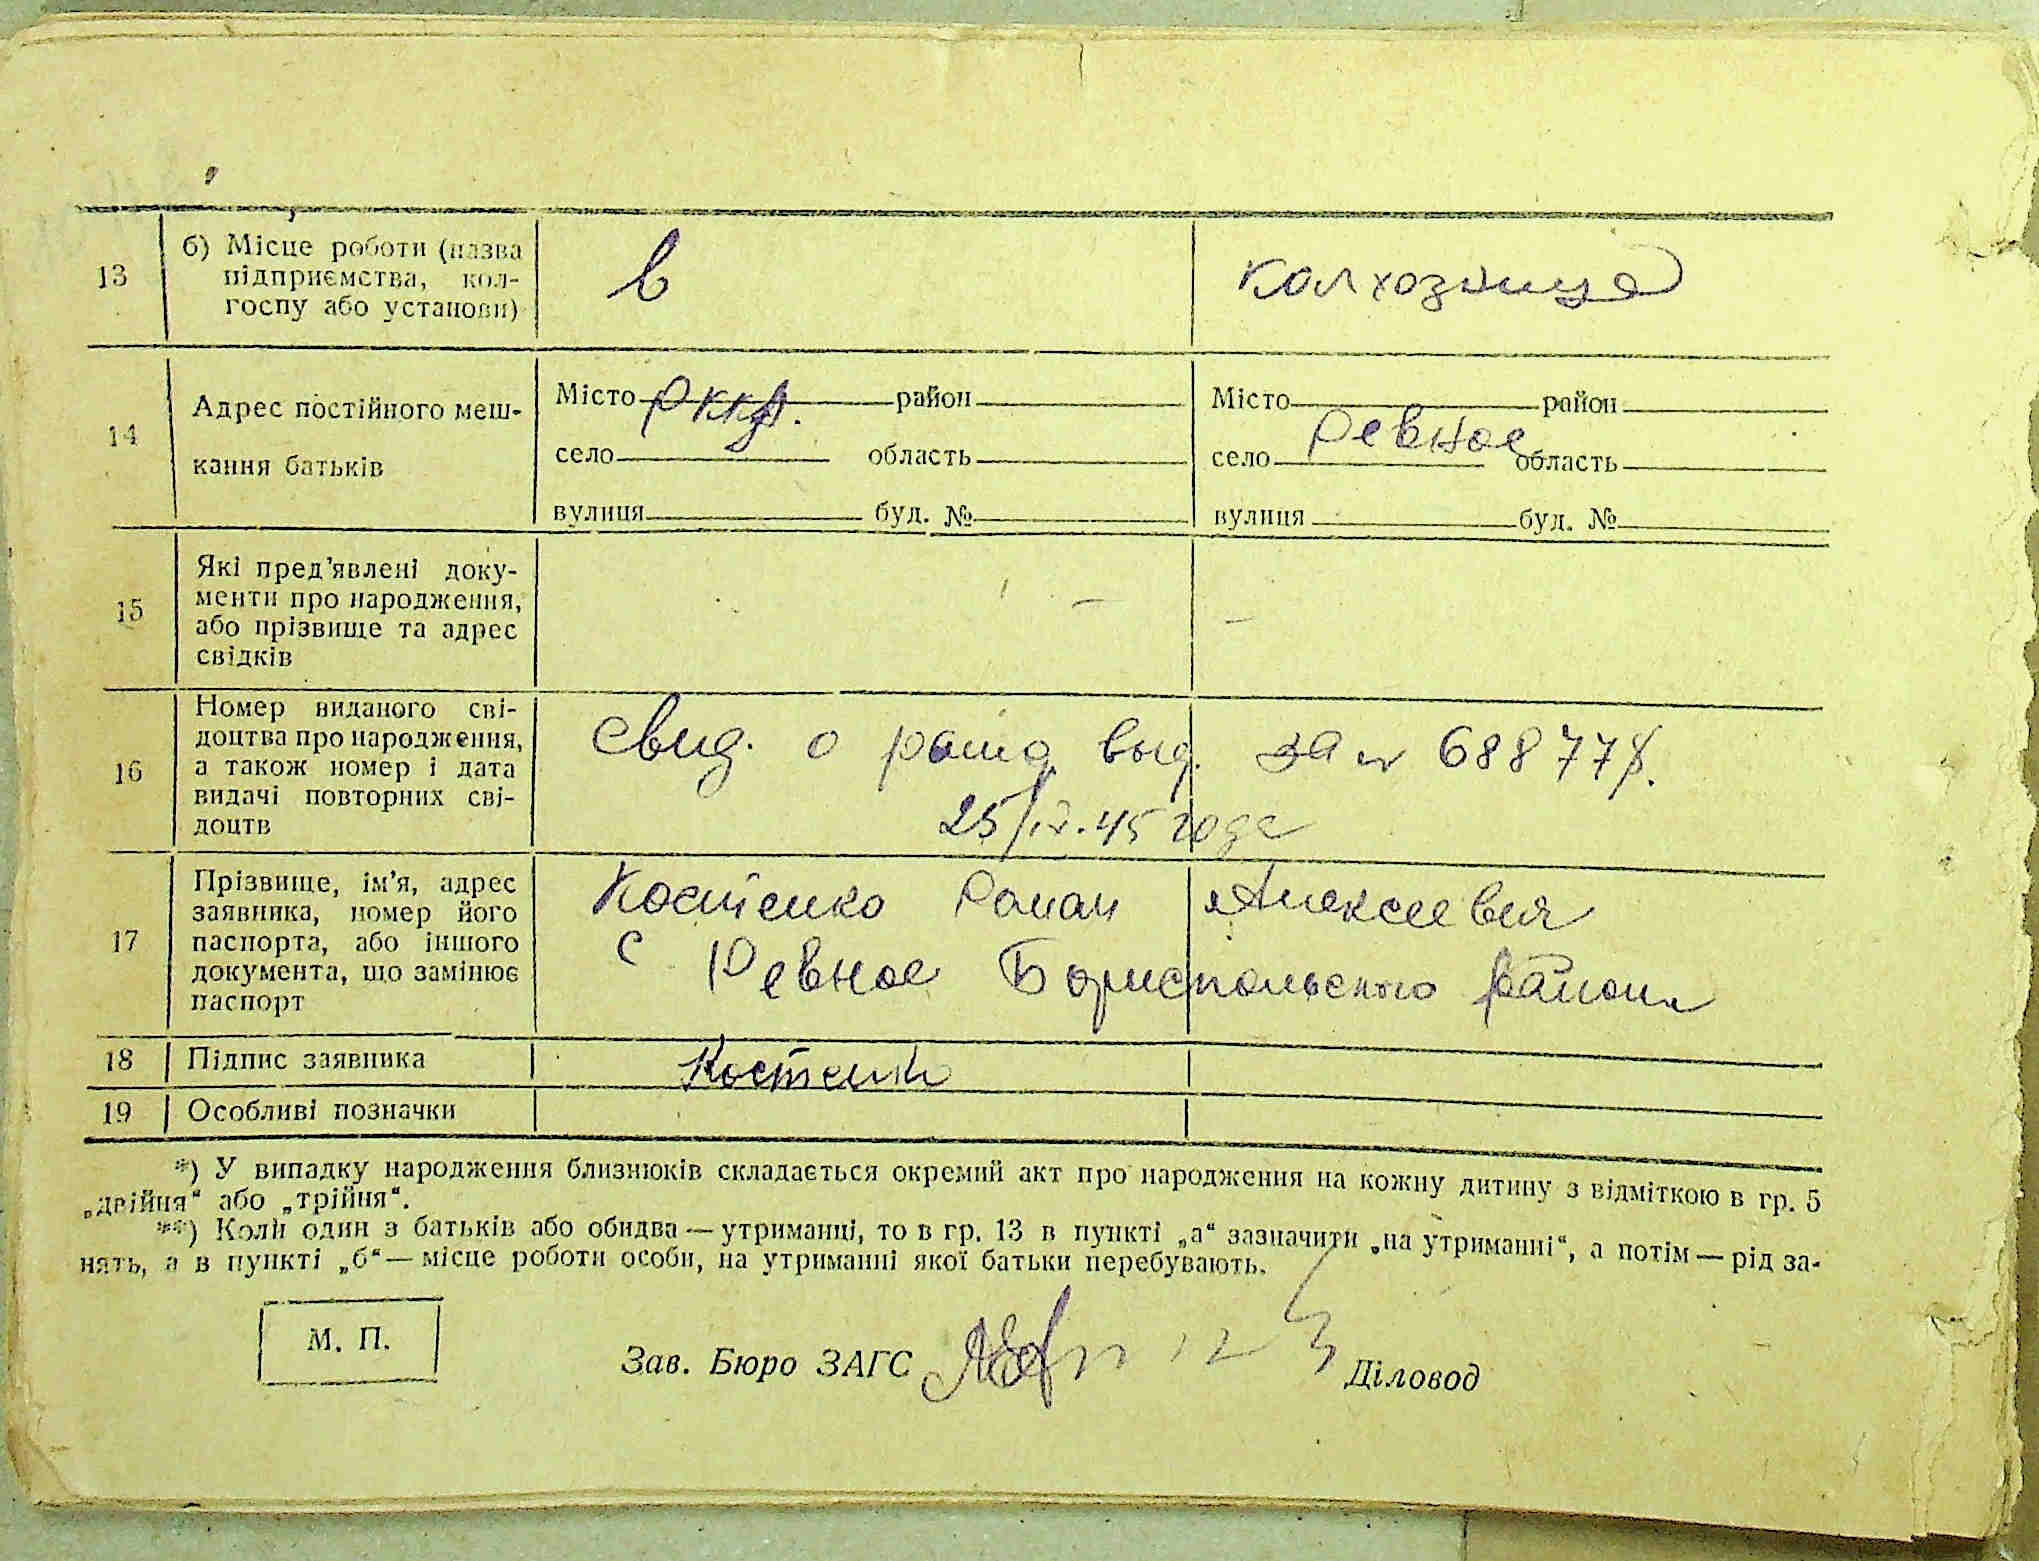 13 б) Місце роботи (назва
підприємства, кол-
госпу або установи)
в
колхозница
14 Адрес постійного меш-
кання батьків
Місто РККА. район
село область
вулиця буд. №
Місто район
село Ревное область
вулиця буд. №
15 Які пред'явлені доку-
менти про народження,
або прізвище та адрес
свідків
16 Номер виданого сві-
доцтва про народження,
а також номер і дата
видачі повторних сві-
доцтв
Свид. о рожд выд. за №
25/IV.45 года
17 Прізвище, ім'я, адрес
заявника, номер його
паспорта, або іншого
документа, що замінює
паспорт
Костенко Роман Алексеевич
с Ревное Бориспольского района
18 Підпис заявника Костенко
19 Особливі позначки
*) У випадку народження близнюків складається окремий акт про народження на кожну дитину з відміткою в гр. 5
„двійня“ або „трійня“.
**) Коли один з батьків або обидва — утриманці, то в гр. 13 в пункті „а“ зазначити „на утриманні“, а потім — рід за-
нять, а в пункті „б“ — місце роботи особи, на утриманні якої батьки перебувають.
М. П.
Зав. Бюро ЗАГС Діловод